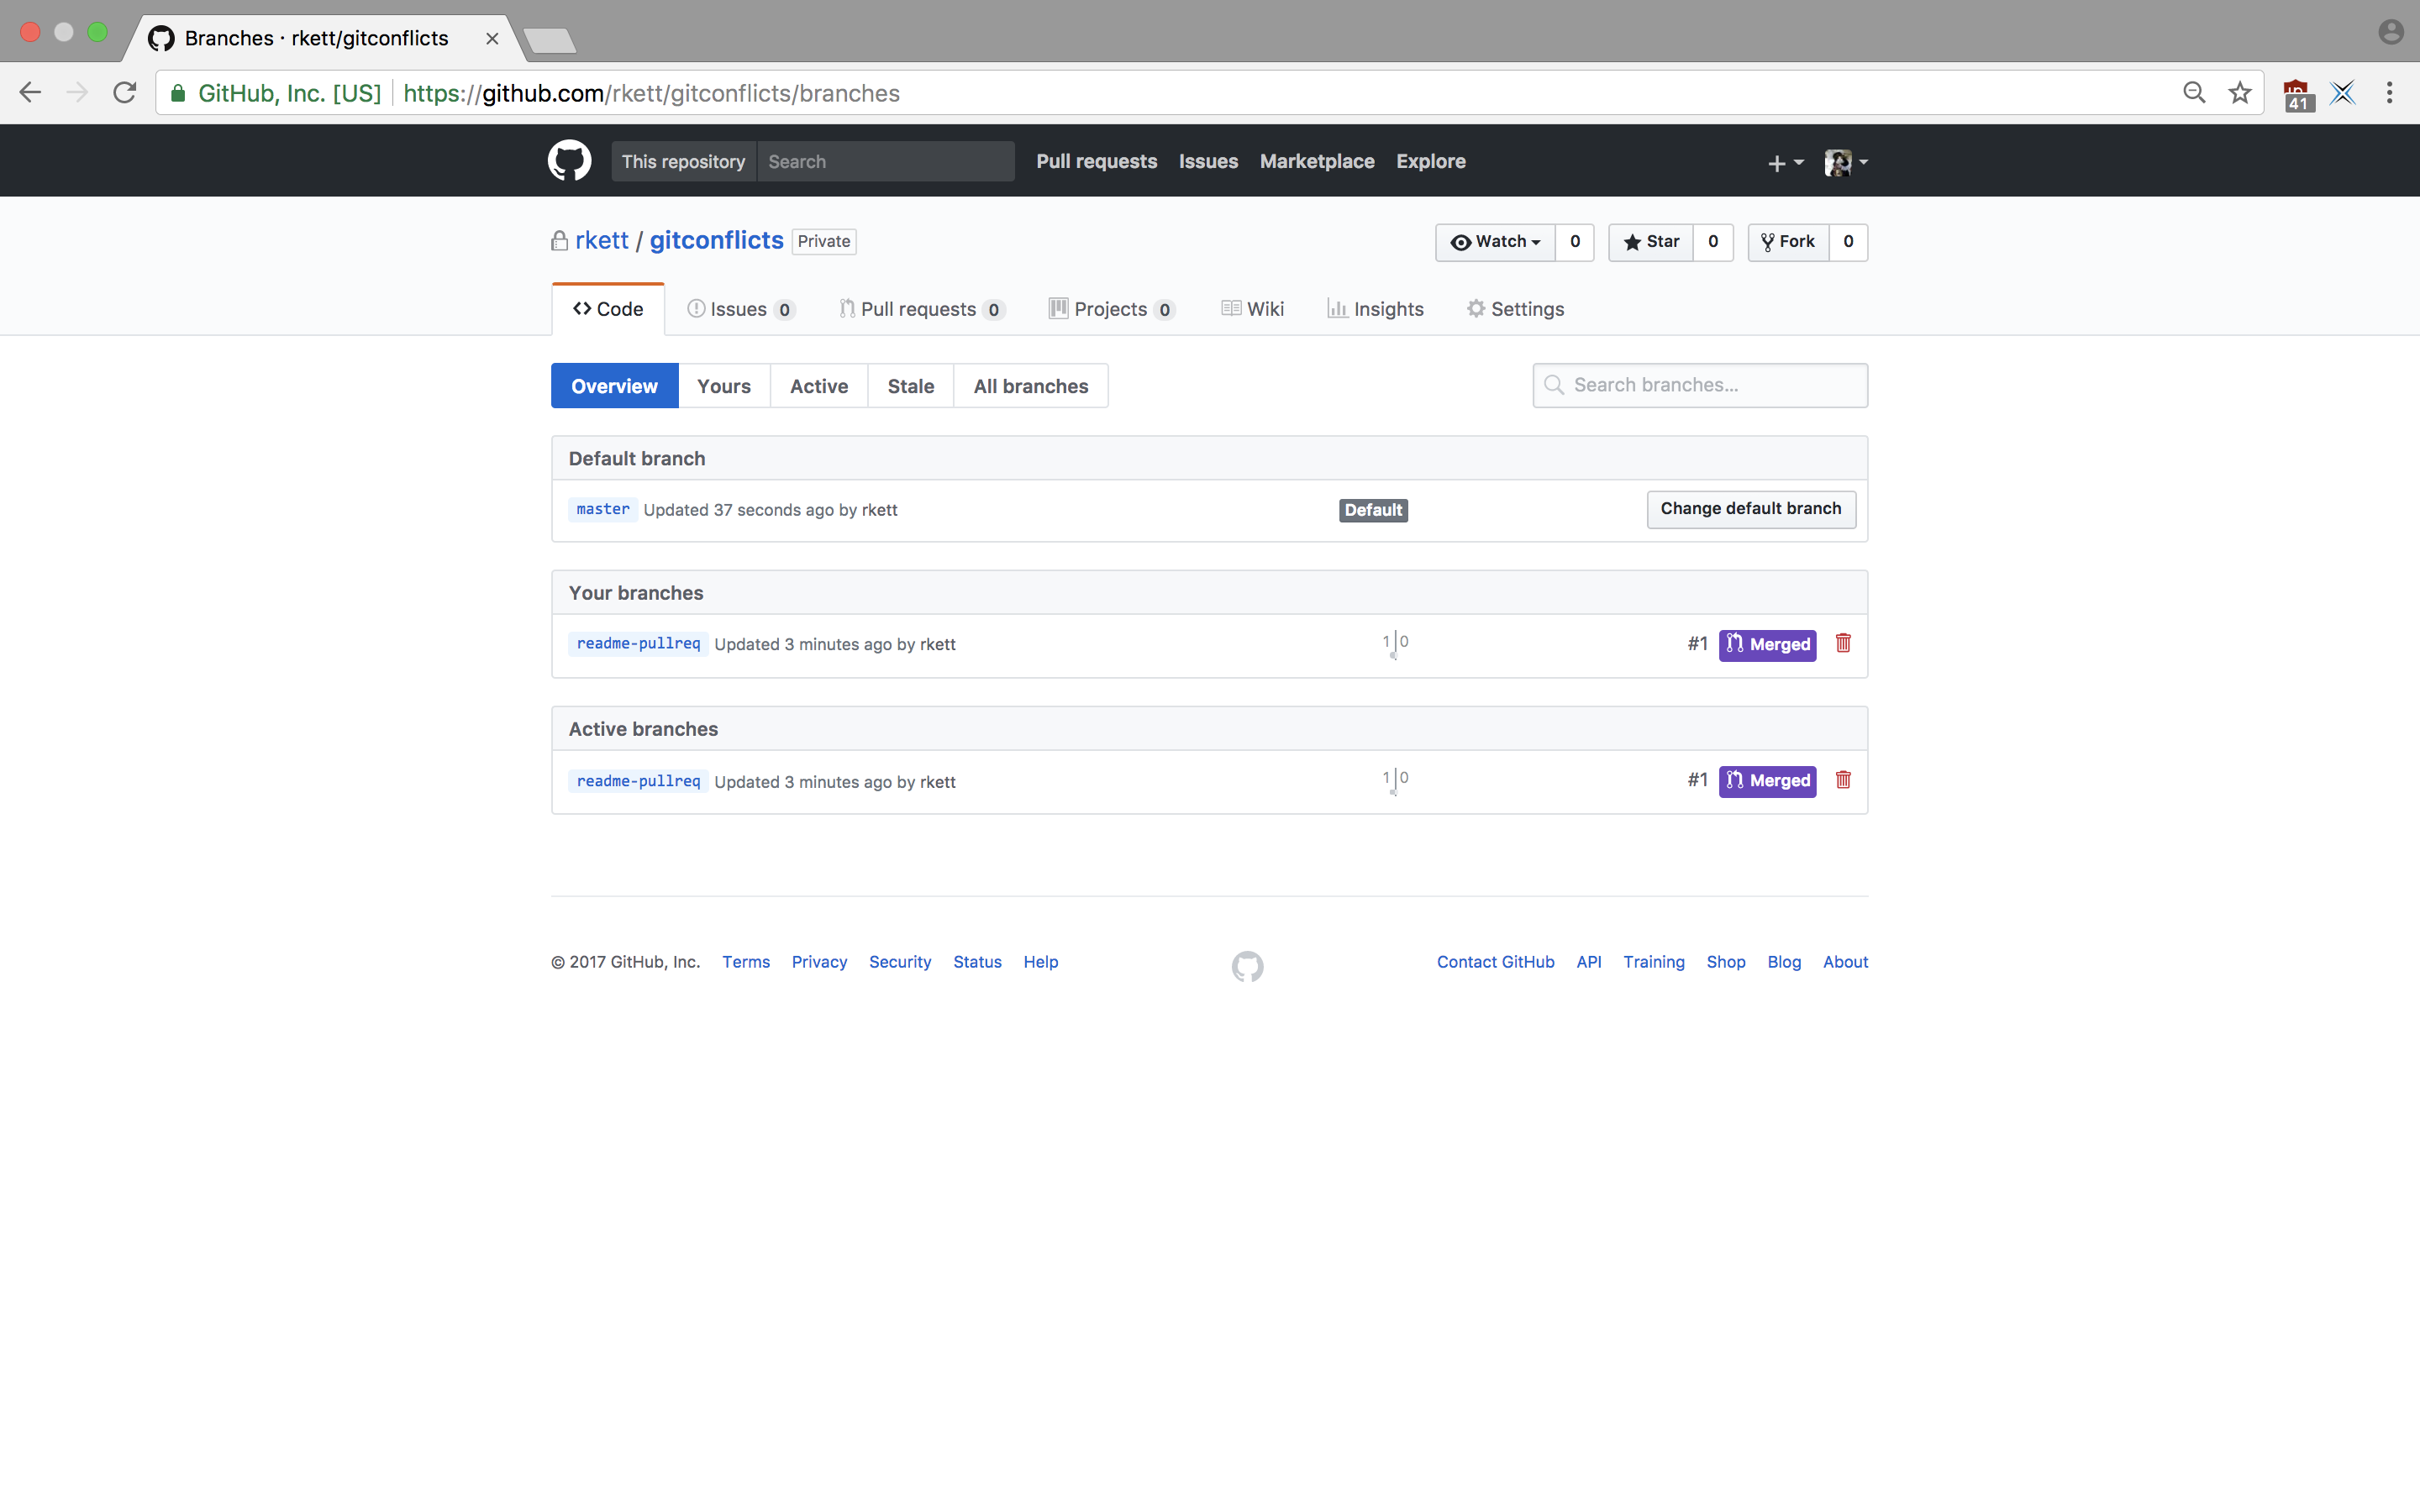 Branches · rkett/gitconflicts
GitHub, Inc. [US] https://github.com/rkett/gitconflicts/branches
41
This repository Search Pull requests Issues Marketplace Explore
rkett / gitconflicts Private Watch 0 Star 0 Fork 0
Code Issues 0 Pull requests 0 Projects 0 Wiki Insights Settings
Overview Yours Active Stale All branches Search branches...
Default branch
master Updated 37 seconds ago by rkett Default Change default branch
Your branches
readme-pullreq Updated 3 minutes ago by rkett 1 0 #1 Merged
Active branches
readme-pullreq Updated 3 minutes ago by rkett 1 0 #1 Merged
© 2017 GitHub, Inc. Terms Privacy Security Status Help Contact GitHub API Training Shop Blog About